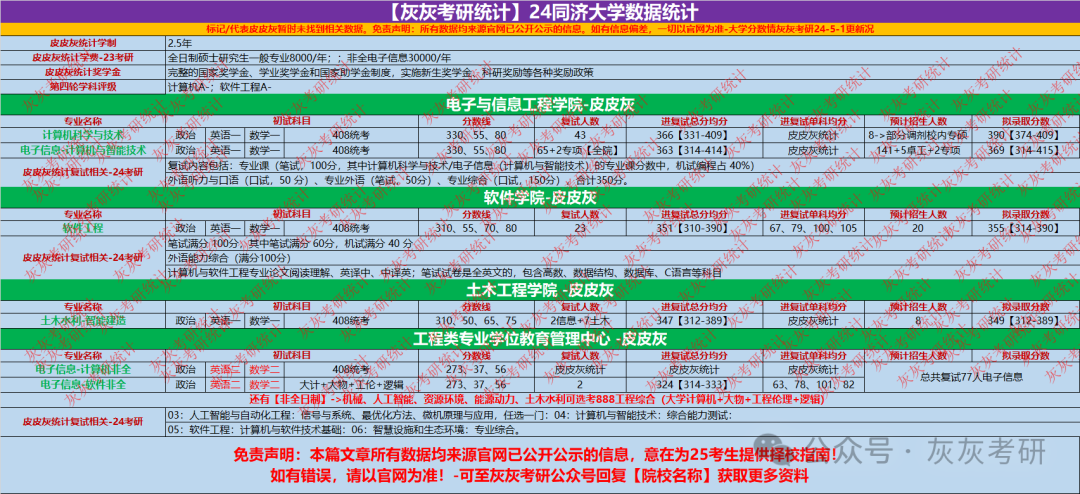 【灰灰考研统计】24同济大学数据统计
标记/代表皮皮灰暂时未找到相关数据。免责声明：所有数据均来源官网已公开公示的信息。如有信息偏差，一切以官网为准-大学分数情灰灰考研24-5-1更新况
皮皮灰统计学制 2.5年
皮皮灰统计学费-23考研 全日制硕士研究生一般专业8000/年；；非全电子信息30000/年
皮皮灰统计奖学金 完整的国家奖学金、学业奖学金和国家助学金制度，实施新生奖学金、科研奖励等各种奖励政策
第四轮学科评级 计算机A-；软件工程A-
电子与信息工程学院-皮皮灰
专业名称 初试科目 分数线 复试人数 进复试总分均分 进复试单科均分 预计招生人数 拟录取分数
计算机科学与技术 政治 英语一 数学一 408统考 330、55、80 43 366【331-409】 皮皮灰统计 8->部分调剂校内专硕 390【374-409】
电子信息-计算机与智能技术 政治 英语一 数学一 408统考 330、55、80 65+2专项【全院】 363【314-414】 皮皮灰统计 141+5卓工+2专项 369【314-415】
皮皮灰统计复试相关-24考研 复试内容包括：专业课（笔试，100分，其中计算机科学与技术/电子信息（计算机与智能技术）的专业课分数中，机试编程占 40%）
外语听力与口语（口试，50 分）、专业外语（笔试，50分）、专业综合（口试，150分），合计350分。
软件学院-皮皮灰
专业名称 初试科目 分数线 复试人数 进复试总分均分 进复试单科均分 预计招生人数 拟录取分数
软件工程 政治 英语一 数学一 408统考 310、55、70、80 23 351【310-390】 67、79、100、105 20 355【314-390】
皮皮灰统计复试相关-24考研 笔试满分 100分，其中笔试满分 60分，机试满分 40 分
外语能力综合（满分100分）
计算机与软件工程专业论文阅读理解、英译中、中译英；笔试试卷是全英文的，包含高数、数据结构、数据库、C语言等科目
土木工程学院 -皮皮灰
专业名称 初试科目 分数线 复试人数 进复试总分均分 进复试单科均分 预计招生人数 拟录取分数
土木水利-智能建造 政治 英语一 数学一 408统考 310、50、65、75 2信息+7土木 347【312-389】 皮皮灰统计 8 349【312-389】
工程类专业学位教育管理中心 -皮皮灰
专业名称 初试科目 分数线 复试人数 进复试总分均分 进复试单科均分 预计招生人数 拟录取分数
电子信息-计算机非全 政治 英语二 数学二 408统考 273、37、56 皮皮灰统计 皮皮灰统计 皮皮灰统计 总共复试77人电子信息
电子信息-软件非全 政治 英语二 数学二 大计+大物+工伦+逻辑 273、37、56 2 324【314-333】 63、78、101、82
还有【非全日制】->机械、人工智能、资源环境、能源动力、土木水利可选考888工程综合（大学计算机+大物+工程伦理+逻辑）
皮皮灰统计复试相关-24考研 03：人工智能与自动化工程：信号与系统、最优化方法、微机原理与应用，任选一门；04：计算机与智能技术：综合能力测试；
05：软件工程：计算机与软件技术基础；06：智慧设施和生态环境：专业综合。
免责声明：本篇文章所有数据均来源官网已公开公示的信息，意在为25考生提供择校指南！
如有错误，请以官网为准！-可至灰灰考研公众号回复【院校名称】获取更多资料
公众号·灰灰考研